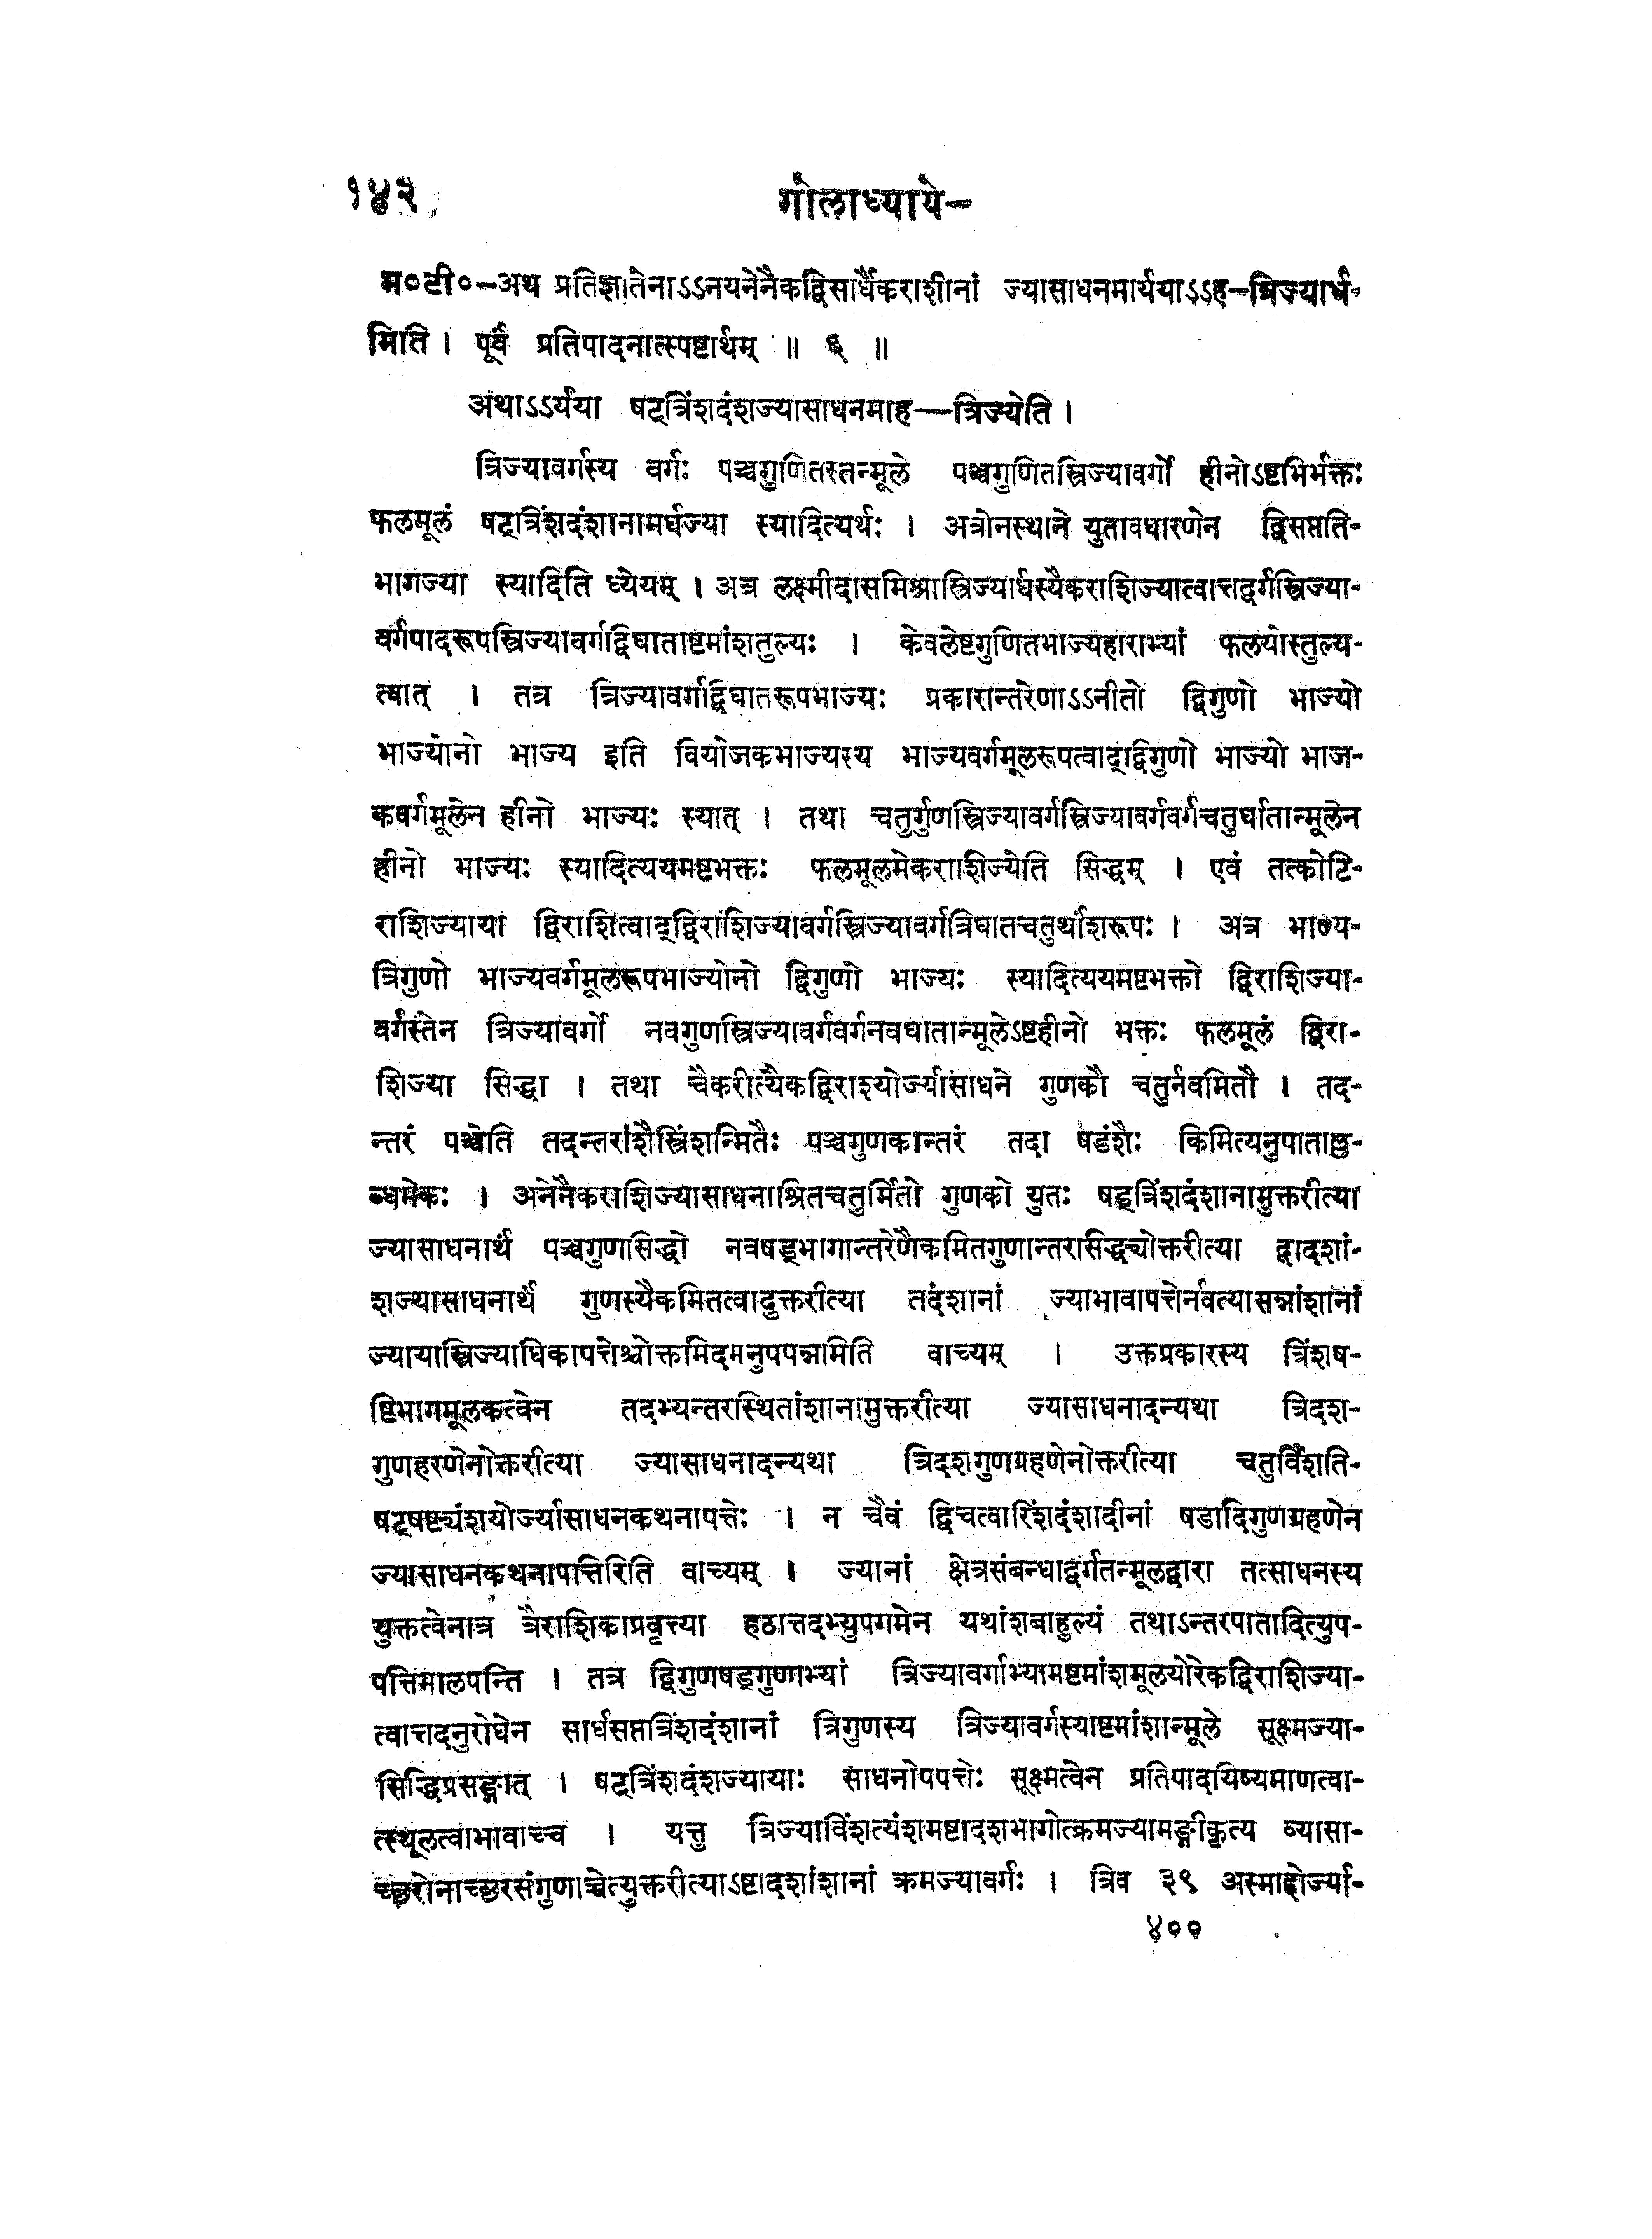 १४२
गोलाध्याये-
म०टी०-अथ प्रतिज्ञातेनाऽऽनयनेनैकद्विसार्धैकराशीनां ज्यासाधनमार्ययाऽऽह-त्रिज्यार्ध-
मिति । पूर्वं प्रतिपादनात्स्पष्टार्थम् ॥ ६ ॥
अथाऽऽर्यया षट्त्रिंशदंशज्यासाधनमाह—त्रिज्येति ।
त्रिज्यावर्गस्य वर्गः पञ्चगुणितस्तन्मूले पञ्चगुणितस्त्रिज्यावर्गो हीनोऽष्टभिर्भक्तः
फलमूलं षट्त्रिंशदंशानामर्धज्या स्यादित्यर्थः । अत्रोनस्थाने युतावधारणेन द्विसप्तति-
भागज्या स्यादिति ध्येयम् । अत्र लक्ष्मीदासमिश्रास्त्रिज्यार्धस्यैकराशिज्यात्वात्तद्वर्गस्त्रिज्या-
वर्गपादरूपस्त्रिज्यावर्गद्विघाताष्टमांशतुल्यः । केवलेष्टगुणितभाज्यहाराभ्यां फलयोस्तुल्य-
त्वात् । तत्र त्रिज्यावर्गाद्द्विघातरूपभाज्यः प्रकारान्तरेणाऽऽनीतो द्विगुणो भाज्यो
भाज्योनो भाज्य इति वियोजकभाज्यस्य भाज्यवर्गमूलरूपत्वाद्द्विगुणो भाज्यो भाज-
कवर्गमूलेन हीनो भाज्यः स्यात् । तथा चतुर्गुणस्त्रिज्यावर्गस्त्रिज्यावर्गवर्गचतुर्घातान्मूलेन
हीनो भाज्यः स्यादित्ययमष्टभक्तः फलमूलमेकराशिज्येति सिद्धम् । एवं तत्कोटि-
राशिज्याया द्विराशित्वाद्द्विराशिज्यावर्गस्त्रिज्यावर्गत्रिघातचतुर्थांशरूपः । अत्र भाज्य-
त्रिगुणो भाज्यवर्गमूलरूपभाज्योनो द्विगुणो भाज्यः स्यादित्ययमष्टभक्तो द्विराशिज्या-
वर्गस्तेन त्रिज्यावर्गो नवगुणस्त्रिज्यावर्गवर्गनवघातान्मूलेऽष्टहीनो भक्तः फलमूलं द्विरा-
शिज्या सिद्धा । तथा चैकरीत्यैकद्विराश्योर्ज्यासाधने गुणकौ चतुर्नवमितौ । तद-
न्तरं पञ्चेति तदन्तरांशैस्त्रिंशन्मितैः पञ्चगुणकान्तरं तदा षडंशैः किमित्यनुपाताल्ल-
ब्धमेकः । अनेनैकराशिज्यासाधनाश्रितचतुर्मितो गुणको युतः षड्त्रिंशदंशानामुक्तरीत्या
ज्यासाधनार्थं पञ्चगुणसिद्धो नवषड्भागान्तरेणैकमितगुणान्तरासिद्ध्योक्तरीत्या द्वादशां-
शज्यासाधनार्थं गुणस्यैकमितत्वादुक्तरीत्या तदंशानां ज्याभावापत्तेर्नवत्यासन्नांशानां
ज्यायास्त्रिज्याधिकापत्तेश्चोक्तमिदमनुपपन्नमिति वाच्यम् । उक्तप्रकारस्य त्रिंशष-
ष्टिभागमूलकत्वेन तदभ्यन्तरस्थितांशानामुक्तरीत्या ज्यासाधनादन्यथा त्रिदश-
गुणहरणेनोक्तरीत्या ज्यासाधनादन्यथा त्रिदशगुणग्रहणेनोक्तरीत्या चतुर्विंशति-
षट्षष्ट्यंशयोर्ज्यासाधनकथनापत्तेः । न चैवं द्विचत्वारिंशदंशादीनां षडादिगुणग्रहणेन
ज्यासाधनकथनापत्तिरिति वाच्यम् । ज्यानां क्षेत्रसंबन्धाद्वर्गतन्मूलद्वारा तत्साधनस्य
युक्तत्वेनात्र त्रैराशिकाप्रवृत्त्या हठात्तदभ्युपगमेन यथांशबाहुल्यं तथाऽन्तरपातादित्युप-
पत्तिमालपन्ति । तत्र द्विगुणषड्गुणाभ्यां त्रिज्यावर्गाभ्यामष्टमांशमूलयोरेकद्विराशिज्या-
त्वात्तदनुरोधेन सार्धसप्तत्रिंशदंशानां त्रिगुणस्य त्रिज्यावर्गस्याष्टमांशान्मूले सूक्ष्मज्या-
सिद्धिप्रसङ्गात् । षट्त्रिंशदंशज्यायाः साधनोपपत्तेः सूक्ष्मत्वेन प्रतिपादयिष्यमाणत्वा-
त्स्थूलत्वाभावाच्च । यत्तु त्रिज्याविंशत्यंशमष्टादशभागोत्क्रमज्यामङ्गीकृत्य व्यासा-
च्छरोनाच्छरसंगुणाच्चेत्युक्तरीत्याऽष्टादशांशानां क्रमज्यावर्गः । त्रिव ३९ अस्माद्दोर्ज्या-
४००